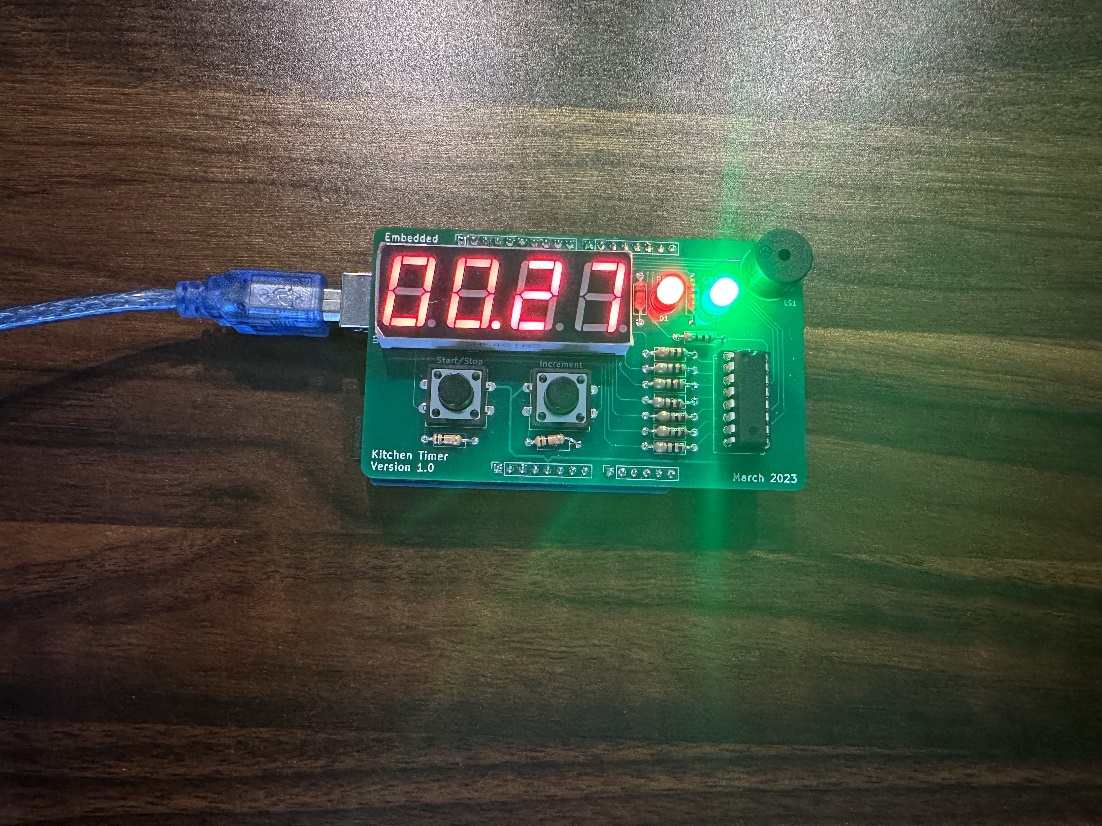 Embedded
00.27
D1
LS1
Start/Stop
Increment
Kitchen Timer
Version 1.0
March 2023